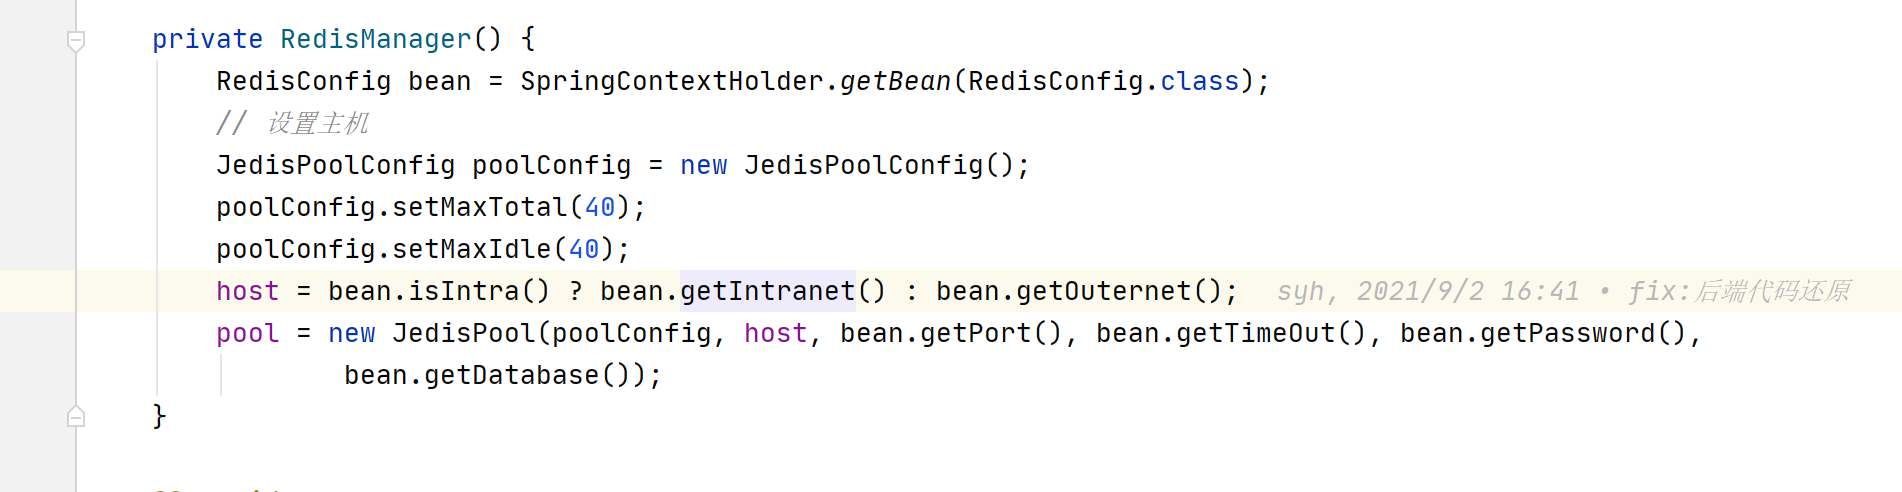 private RedisManager() {
RedisConfig bean = SpringContextHolder.getBean(RedisConfig.class);
// 设置主机
JedisPoolConfig poolConfig = new JedisPoolConfig();
poolConfig.setMaxTotal(40);
poolConfig.setMaxIdle(40);
host = bean.isIntra() ? bean.getIntranet() : bean.getOuternet(); syh, 2021/9/2 16:41 • fix:后端代码还原
pool = new JedisPool(poolConfig, host, bean.getPort(), bean.getTimeOut(), bean.getPassword(),
bean.getDatabase());
}